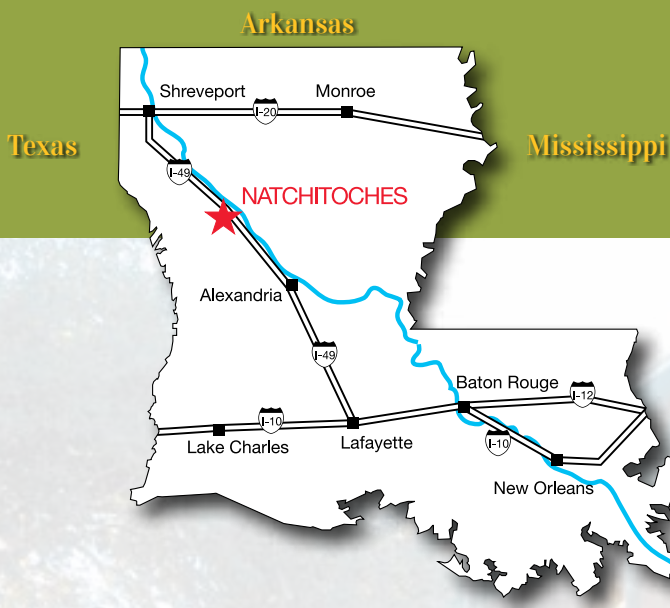 Arkansas
Shreveport
Monroe
I-20
Texas
Mississippi
I-49
NATCHITOCHES
Alexandria
I-49
Baton Rouge
I-12
I-10
Lake Charles
Lafayette
I-10
New Orleans